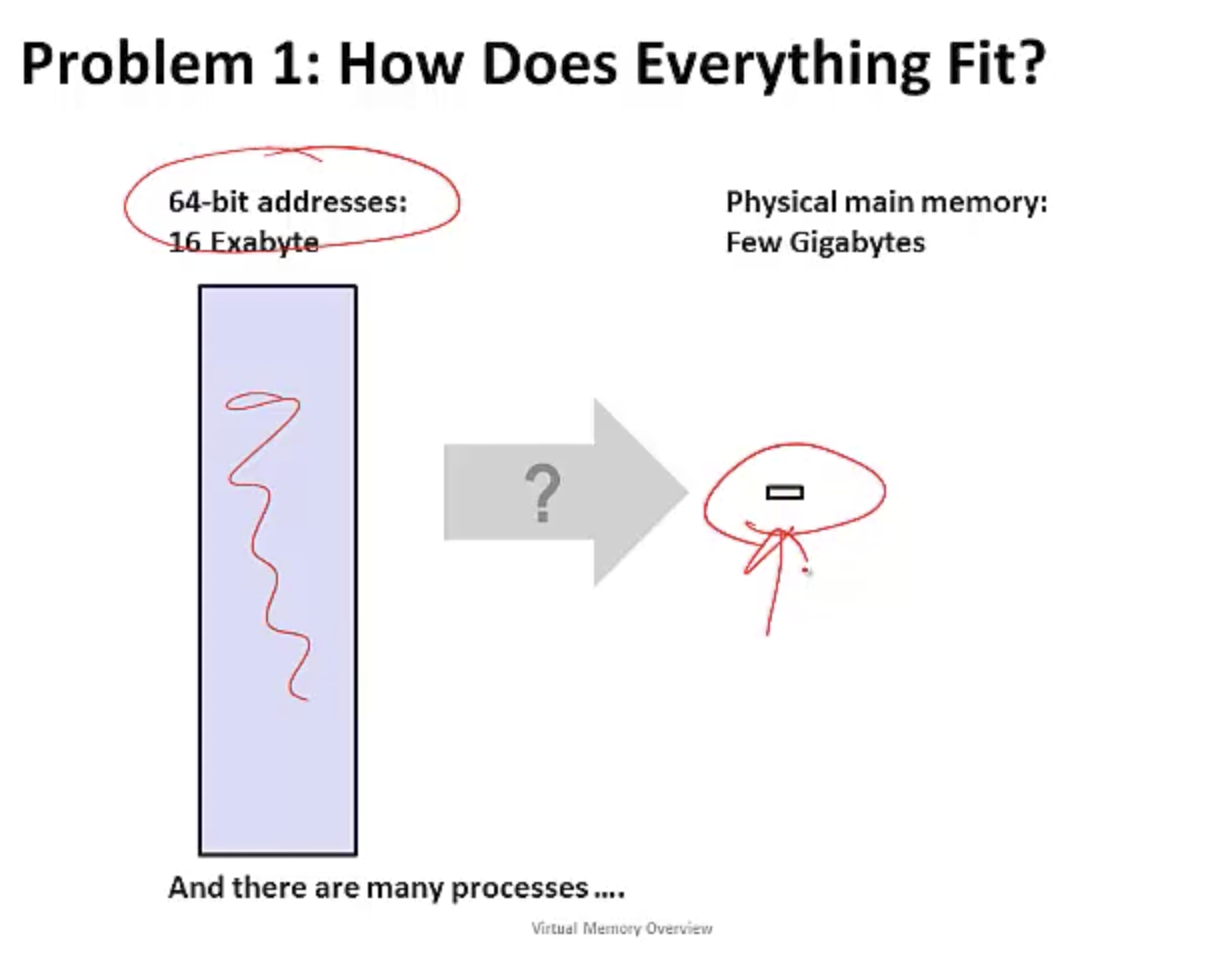 Problem 1: How Does Everything Fit?
64-bit addresses:
16 Exabyte
Physical main memory:
Few Gigabytes
?
And there are many processes ....
Virtual Memory Overview